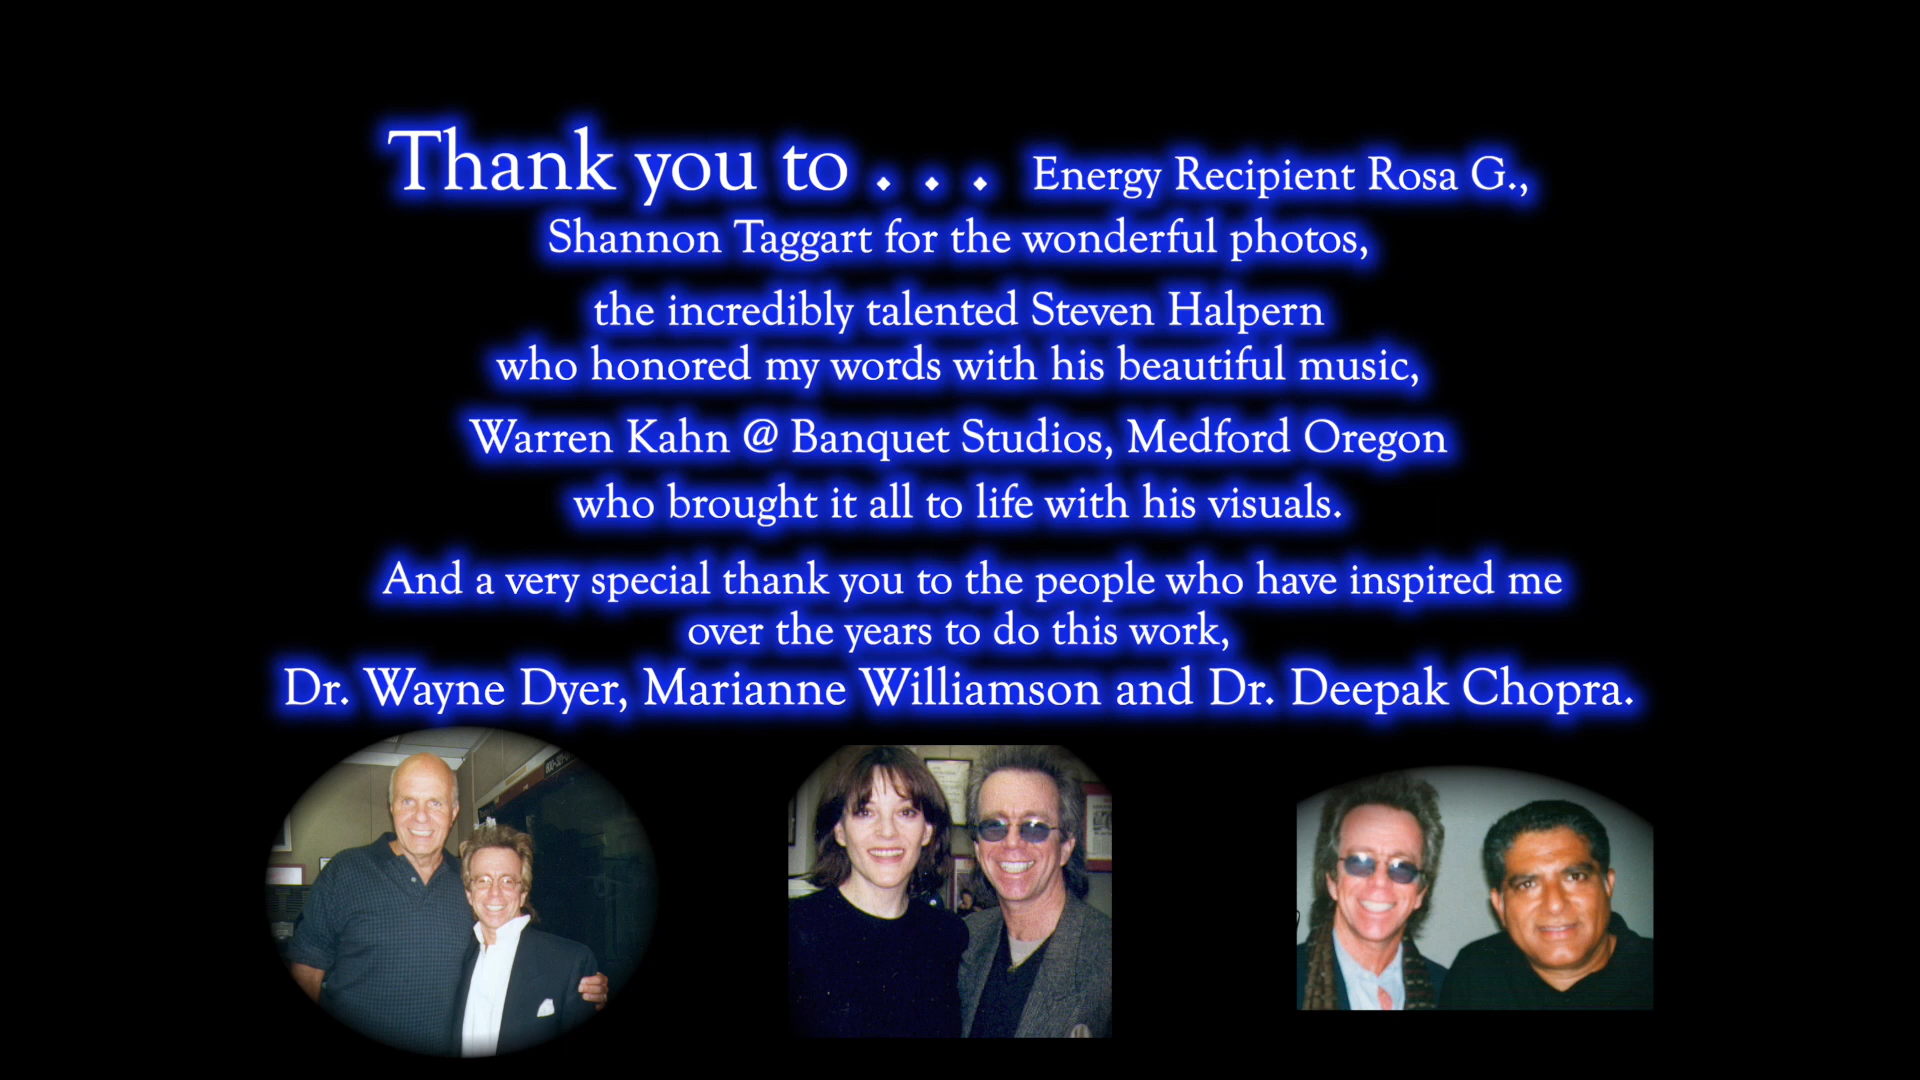 Thank you to . . . Energy Recipient Rosa G.,
Shannon Taggart for the wonderful photos,
the incredibly talented Steven Halpern
who honored my words with his beautiful music,
Warren Kahn @ Banquet Studios, Medford Oregon
who brought it all to life with his visuals.
And a very special thank you to the people who have inspired me
over the years to do this work,
Dr. Wayne Dyer, Marianne Williamson and Dr. Deepak Chopra.